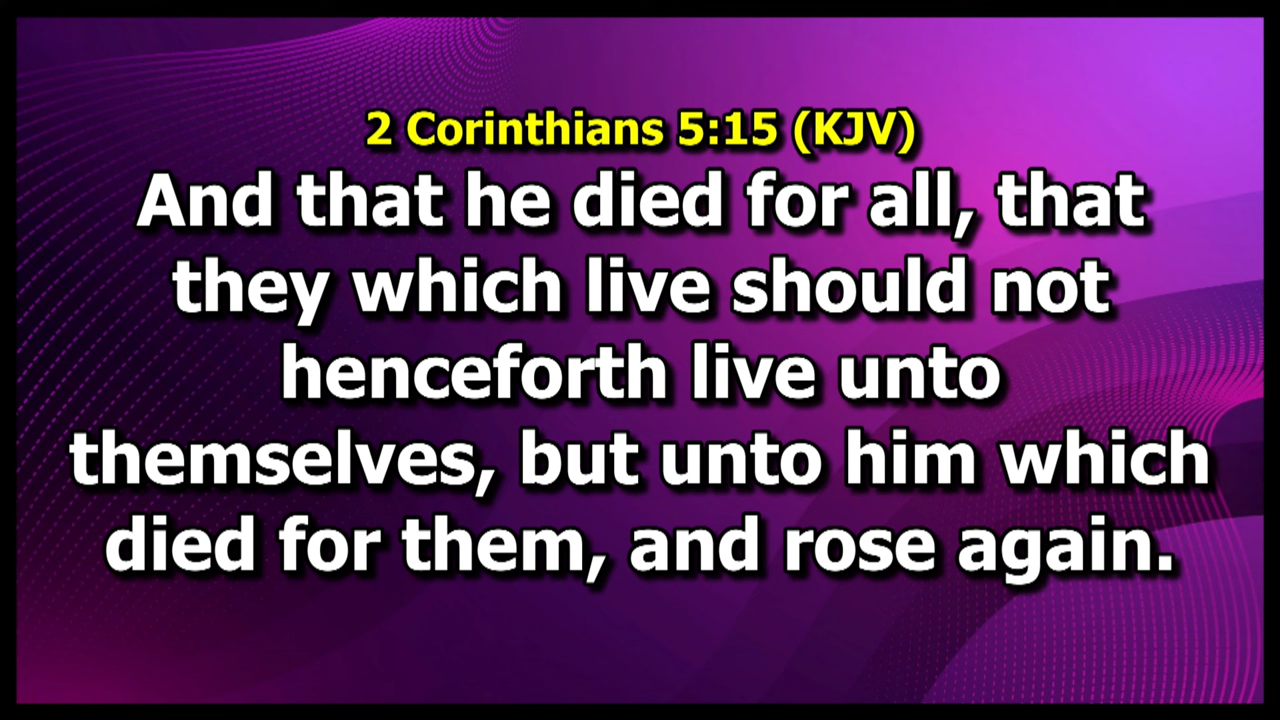 2 Corinthians 5:15 (KJV)
And that he died for all, that
they which live should not
henceforth live unto
themselves, but unto him which
died for them, and rose again.